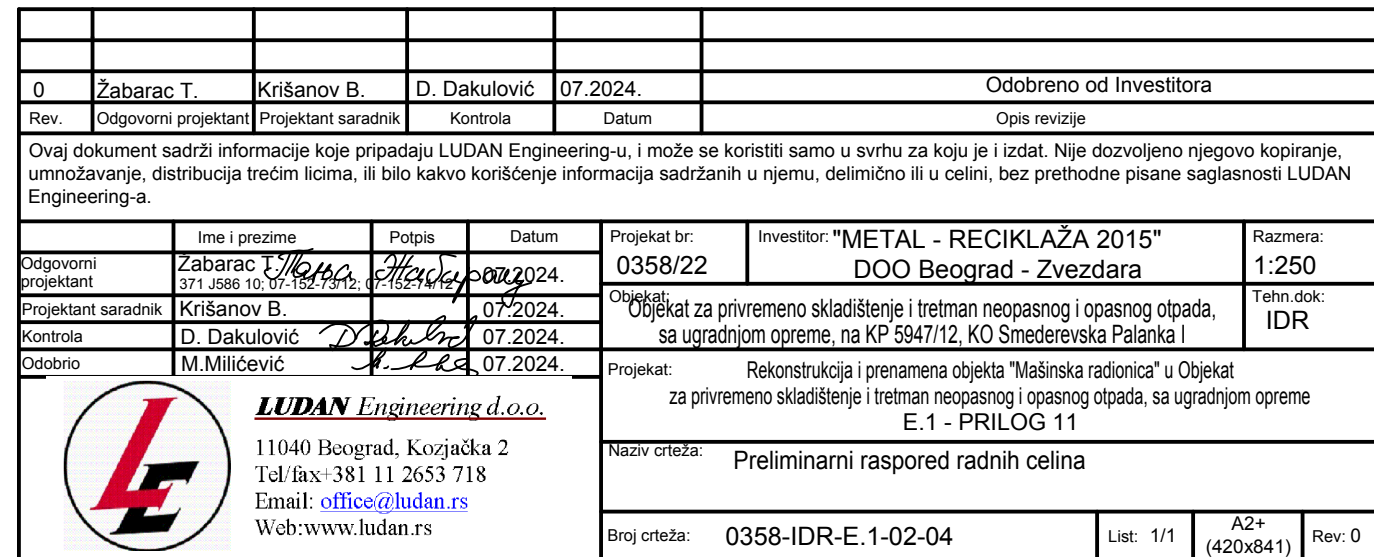 0 Žabarac T. Krišanov B. D. Dakulović 07.2024. Odobreno od Investitora
Rev. Odgovorni projektant Projektant saradnik Kontrola Datum Opis revizije
Ovaj dokument sadrži informacije koje pripadaju LUDAN Engineering-u, i može se koristiti samo u svrhu za koju je i izdat. Nije dozvoljeno njegovo kopiranje,
umnožavanje, distribucija trećim licima, ili bilo kakvo korišćenje informacija sadržanih u njemu, delimično ili u celini, bez prethodne pisane saglasnosti LUDAN
Engineering-a.
Ime i prezime Potpis Datum
Odgovorni
projektant
Žabarac T. Тања Жабарац 07.2024.
371 J586 10; 07-152-73/12; 07-152-74/12
Projektant saradnik Krišanov B. 07.2024.
Kontrola D. Dakulović 07.2024.
Odobrio M.Milićević 07.2024.
LE
LUDAN Engineering d.o.o.
11040 Beograd, Kozjačka 2
Tel/fax+381 11 2653 718
Email: office@ludan.rs
Web:www.ludan.rs
Projekat br:
0358/22
Investitor: "METAL - RECIKLAŽA 2015"
DOO Beograd - Zvezdara
Razmera:
1:250
Objekat:
Objekat za privremeno skladištenje i tretman neopasnog i opasnog otpada,
sa ugradnjom opreme, na KP 5947/12, KO Smederevska Palanka I
Tehn.dok:
IDR
Projekat: Rekonstrukcija i prenamena objekta "Mašinska radionica" u Objekat
za privremeno skladištenje i tretman neopasnog i opasnog otpada, sa ugradnjom opreme
E.1 - PRILOG 11
Naziv crteža: Preliminarni raspored radnih celina
Broj crteža: 0358-IDR-E.1-02-04 List: 1/1 A2+
(420x841) Rev: 0